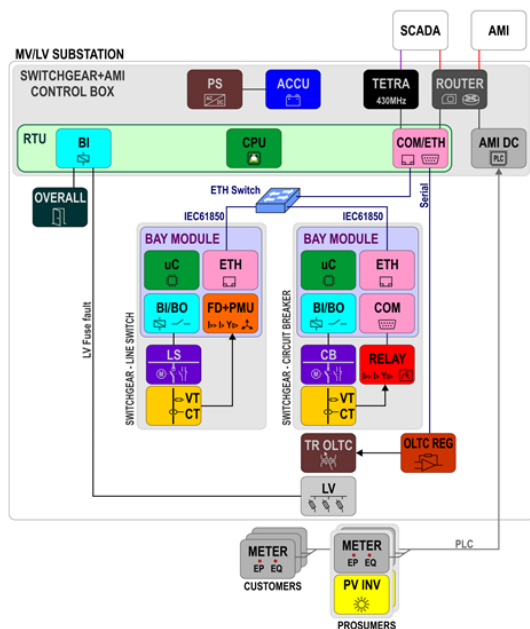 SCADA
AMI
MV/LV SUBSTATION
SWITCHGEAR+AMI
CONTROL BOX
PS
AC
DC
ACCU
TETRA
430MHz
ROUTER
RTU
BI
CPU
COM/ETH
AMI DC
PLC
OVERALL
ETH Switch
Serial
IEC61850
IEC61850
LV Fuse fault
SWITCHGEAR - LINE SWITCH
BAY MODULE
uC
ETH
BI/BO
FD+PMU
I>> I> Y>
LS
M
VT
CT
SWITCHGEAR - CIRCUIT BREAKER
BAY MODULE
uC
ETH
BI/BO
COM
CB
M
RELAY
I>> I> Y>
VT
CT
TR OLTC
OLTC REG
LV
METER
EP EQ
CUSTOMERS
METER
EP EQ
PV INV
PROSUMERS
PLC